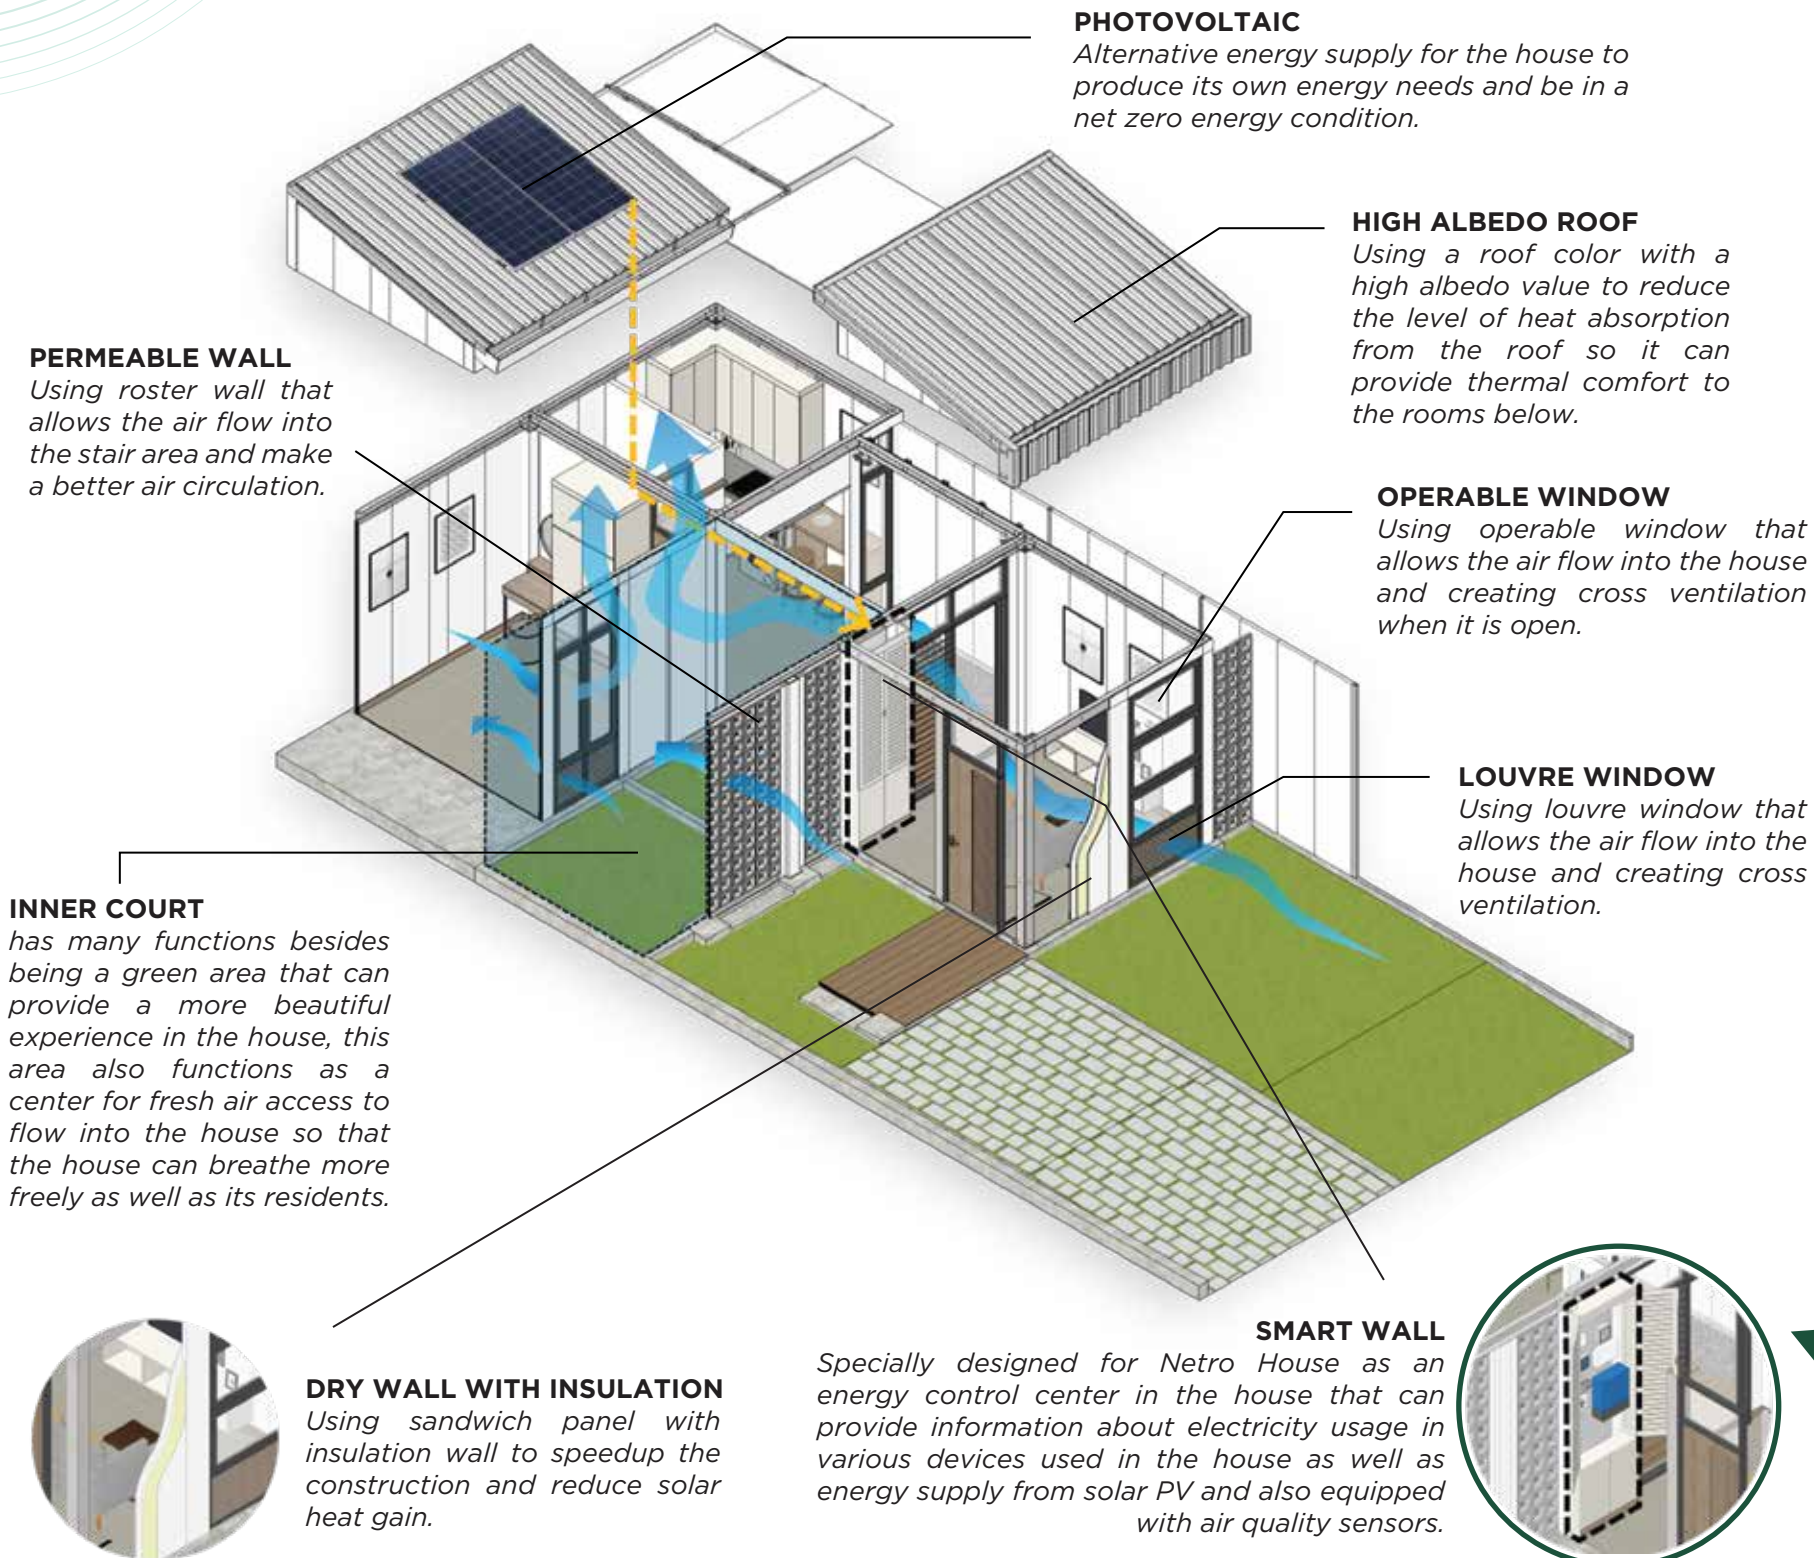 PHOTOVOLTAIC
Alternative energy supply for the house to
produce its own energy needs and be in a
net zero energy condition.
HIGH ALBEDO ROOF
Using a roof color with a
high albedo value to reduce
the level of heat absorption
from the roof so it can
provide thermal comfort to
the rooms below.
PERMEABLE WALL
Using roster wall that
allows the air flow into
the stair area and make
a better air circulation.
OPERABLE WINDOW
Using operable window that
allows the air flow into the house
and creating cross ventilation
when it is open.
LOUVRE WINDOW
Using louvre window that
allows the air flow into the
house and creating cross
ventilation.
INNER COURT
has many functions besides
being a green area that can
provide a more beautiful
experience in the house, this
area also functions as a
center for fresh air access to
flow into the house so that
the house can breathe more
freely as well as its residents.
DRY WALL WITH INSULATION
Using sandwich panel with
insulation wall to speedup the
construction and reduce solar
heat gain.
SMART WALL
Specially designed for Netro House as an
energy control center in the house that can
provide information about electricity usage in
various devices used in the house as well as
energy supply from solar PV and also equipped
with air quality sensors.